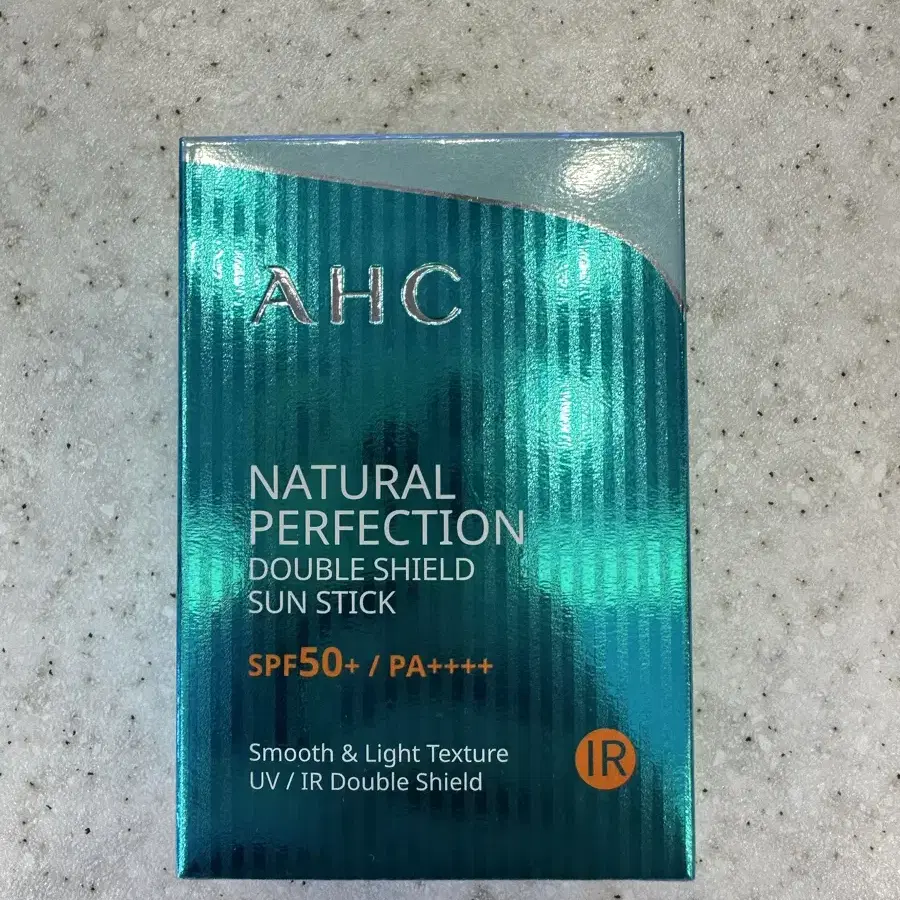 AHC
NATURAL
PERFECTION
DOUBLE SHIELD
SUN STICK
SPF50+ / PA++++
Smooth & Light Texture
UV / IR Double Shield
IR